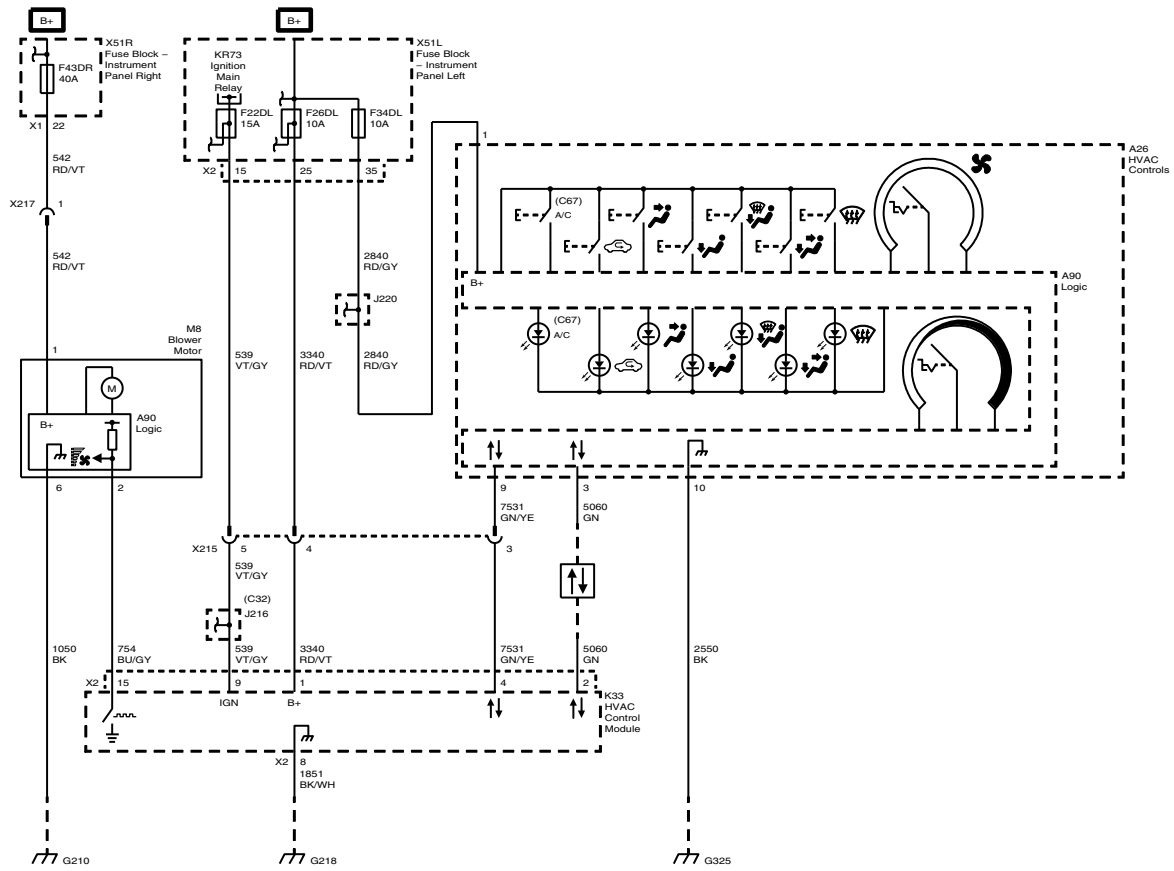 B+
B+
X51R
Fuse Block –
Instrument
Panel Right
F43DR
40A
X1
22
KR73
Ignition
Main
Relay
X51L
Fuse Block
– Instrument
Panel Left
F22DL
15A
F26DL
10A
F34DL
10A
X2
15
25
35
542
RD/VT
X217
1
542
RD/VT
2840
RD/GY
J220
539
VT/GY
3340
RD/VT
2840
RD/GY
M8
Blower
Motor
1
M
B+
A90
Logic
6
2
1
A26
HVAC
Controls
(C67)
A/C
B+
A90
Logic
(C67)
A/C
9
3
10
7531
GN/YE
5060
GN
X215
5
4
3
539
VT/GY
(C32)
J216
1050
BK
754
BU/GY
539
VT/GY
3340
RD/VT
7531
GN/YE
5060
GN
2550
BK
X2
15
9
1
4
2
IGN
B+
K33
HVAC
Control
Module
X2
8
1851
BK/WH
G210
G218
G325